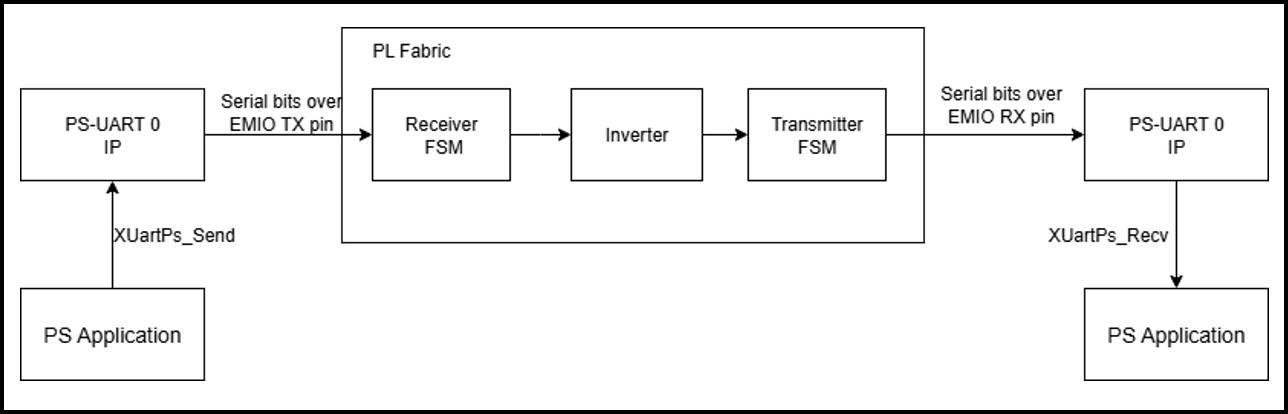 PL Fabric
PS-UART 0
IP
Serial bits over
EMIO TX pin
Receiver
FSM
Inverter
Transmitter
FSM
Serial bits over
EMIO RX pin
PS-UART 0
IP
XUartPs_Send
XUartPs_Recv
PS Application
PS Application